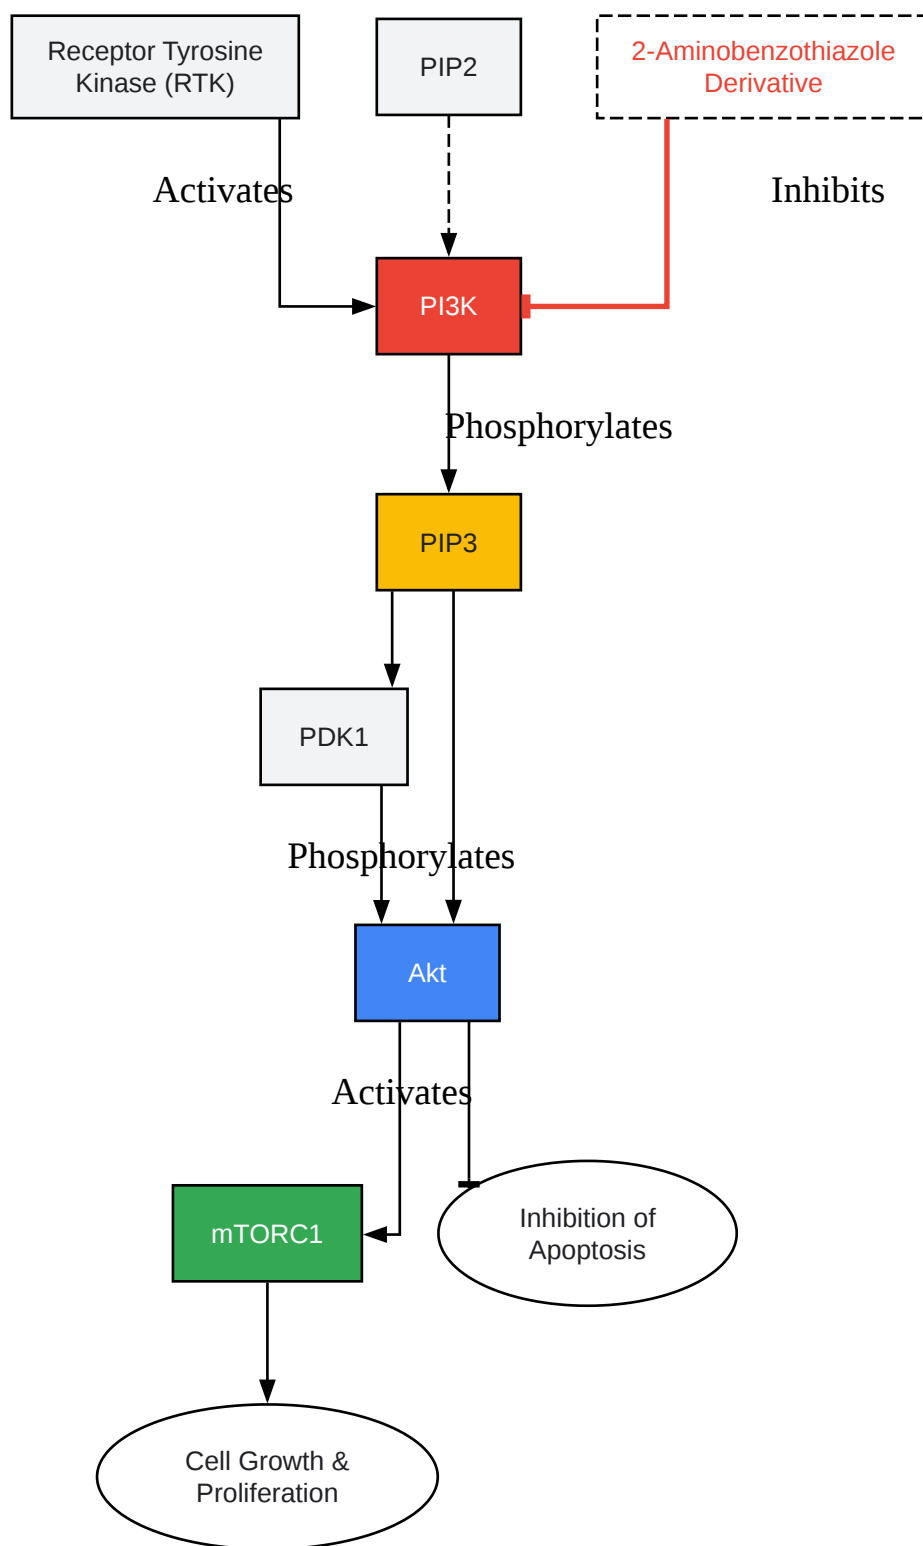 Receptor Tyrosine
Kinase (RTK)
PIP2
2-Aminobenzothiazole
Derivative
Activates
Inhibits
PI3K
Phosphorylates
PIP3
PDK1
Phosphorylates
Akt
Activates
mTORC1
Inhibition of
Apoptosis
Cell Growth &
Proliferation